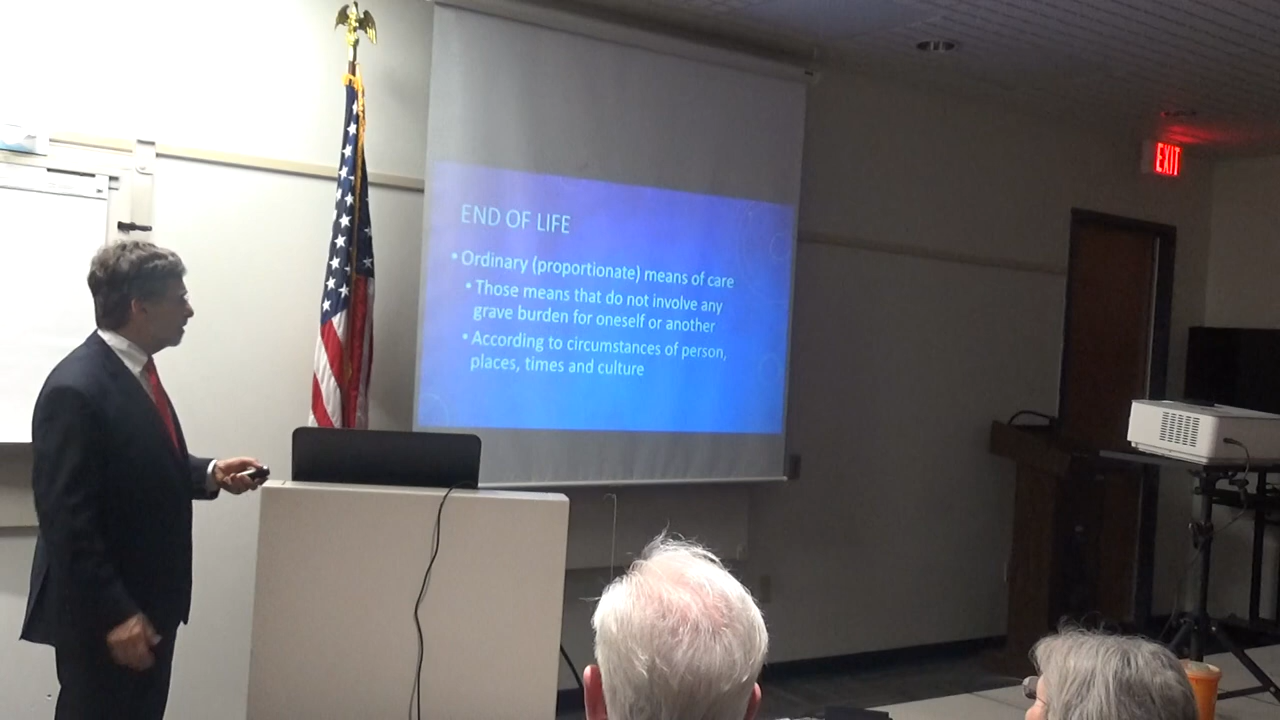 END OF LIFE
• Ordinary (proportionate) means of care
• Those means that do not involve any
grave burden for oneself or another
• According to circumstances of person,
places, times and culture
EXIT